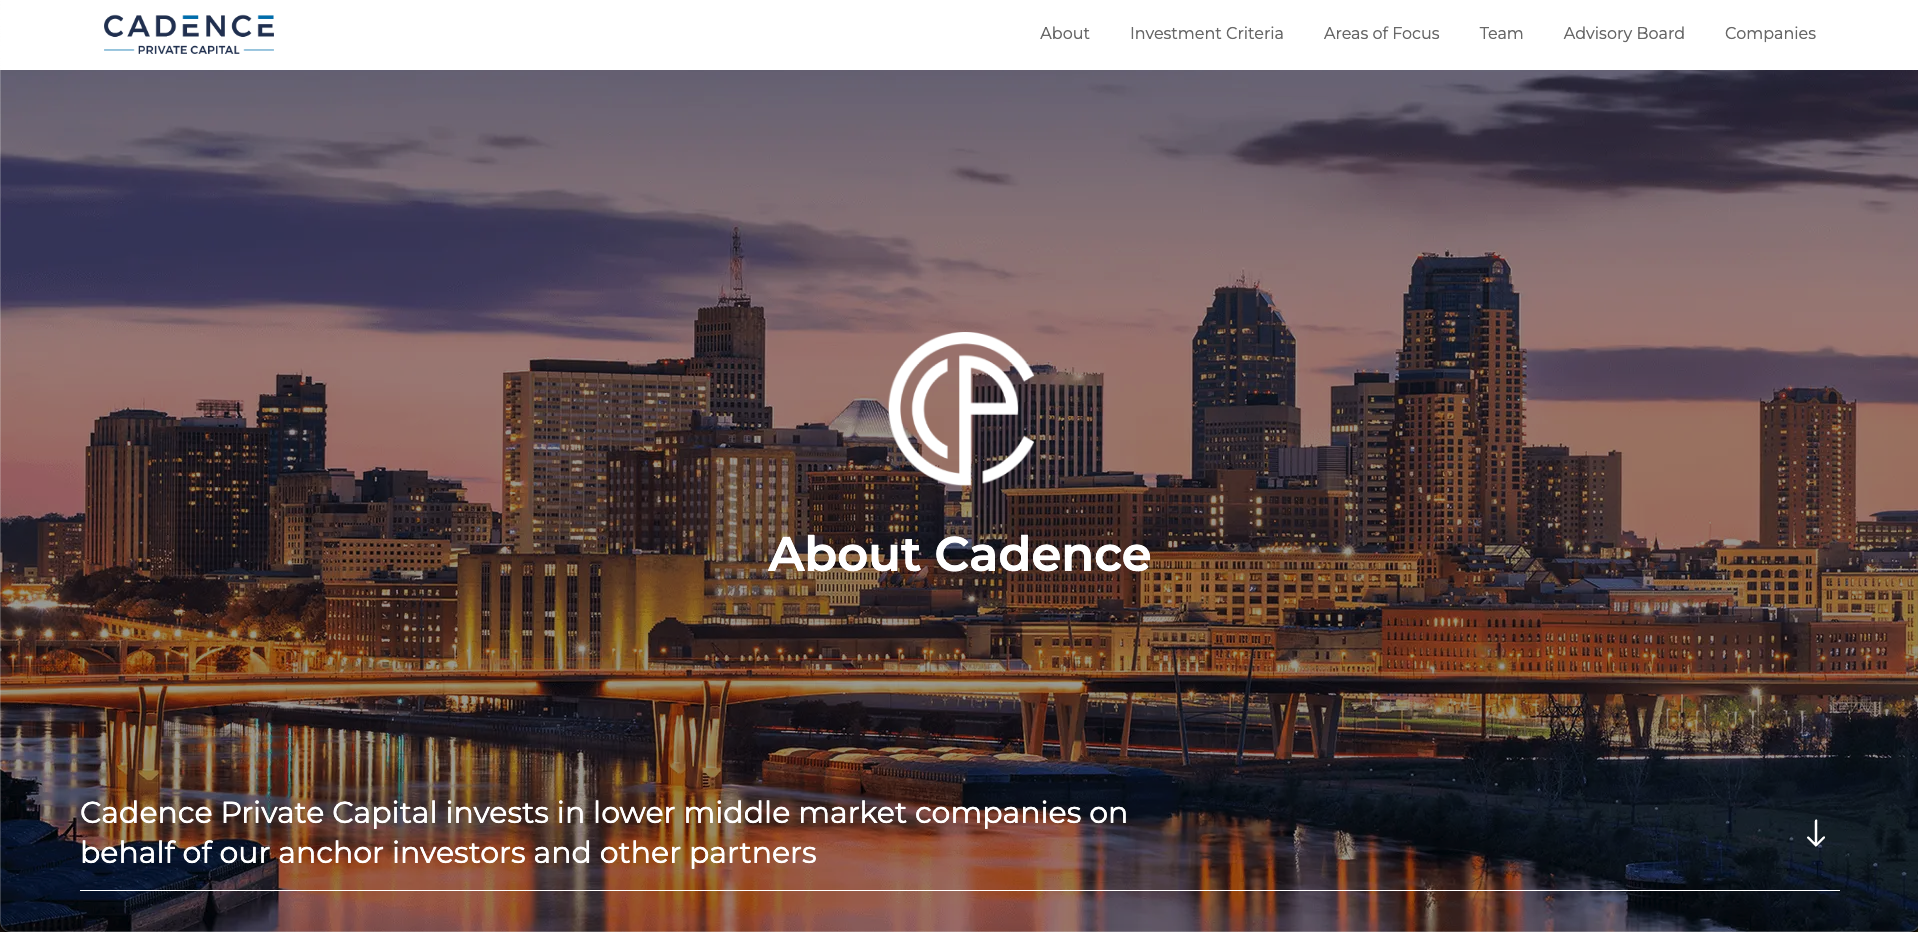 CADENCE
PRIVATE CAPITAL
About
Investment Criteria
Areas of Focus
Team
Advisory Board
Companies
About Cadence
Cadence Private Capital invests in lower middle market companies on
behalf of our anchor investors and other partners